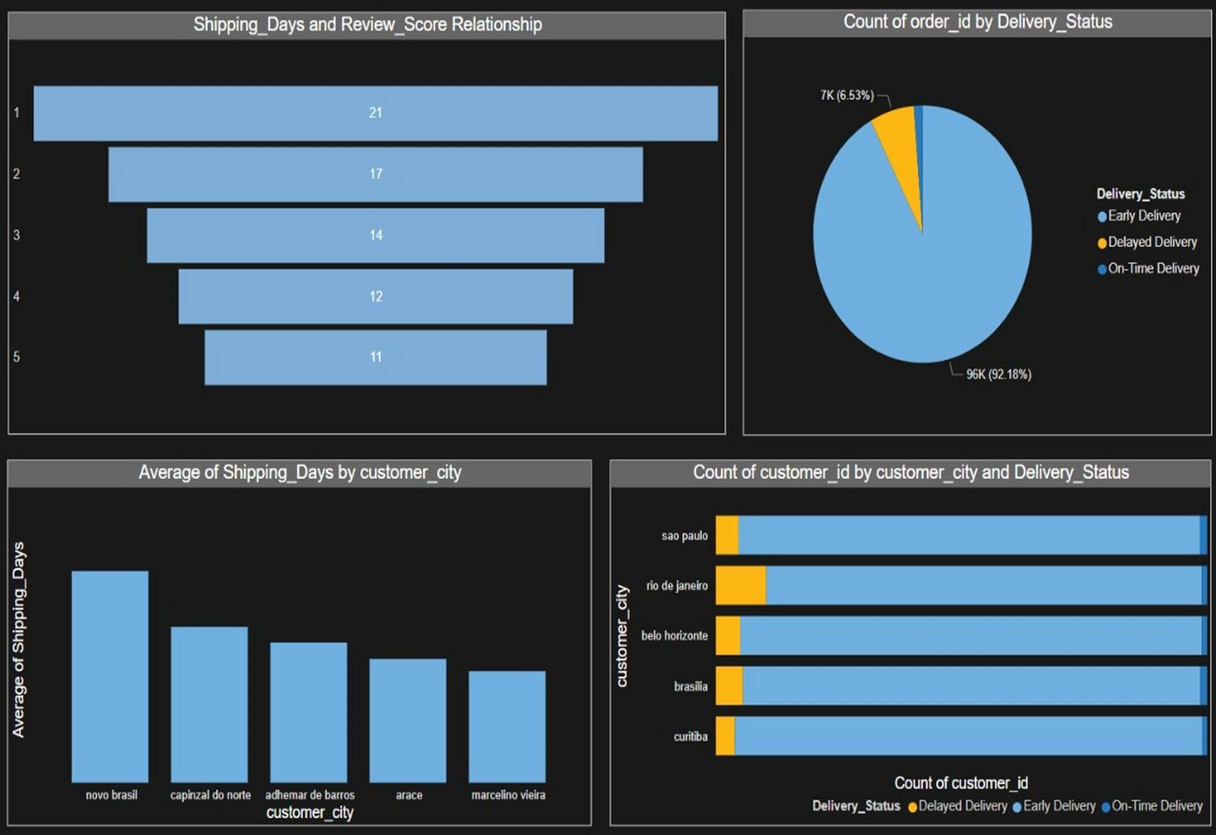 Shipping_Days and Review_Score Relationship
1
21
2
17
3
14
4
12
5
11
Count of order_id by Delivery_Status
7K (6.53%)
96K (92.18%)
Delivery_Status
Early Delivery
Delayed Delivery
On-Time Delivery
Average of Shipping_Days by customer_city
Average of Shipping_Days
novo brasil
capinzal do norte
adhemar de barros
arace
marcelino vieira
customer_city
Count of customer_id by customer_city and Delivery_Status
customer_city
sao paulo
rio de janeiro
belo horizonte
brasilia
curitiba
Count of customer_id
Delivery_Status Delayed Delivery Early Delivery On-Time Delivery